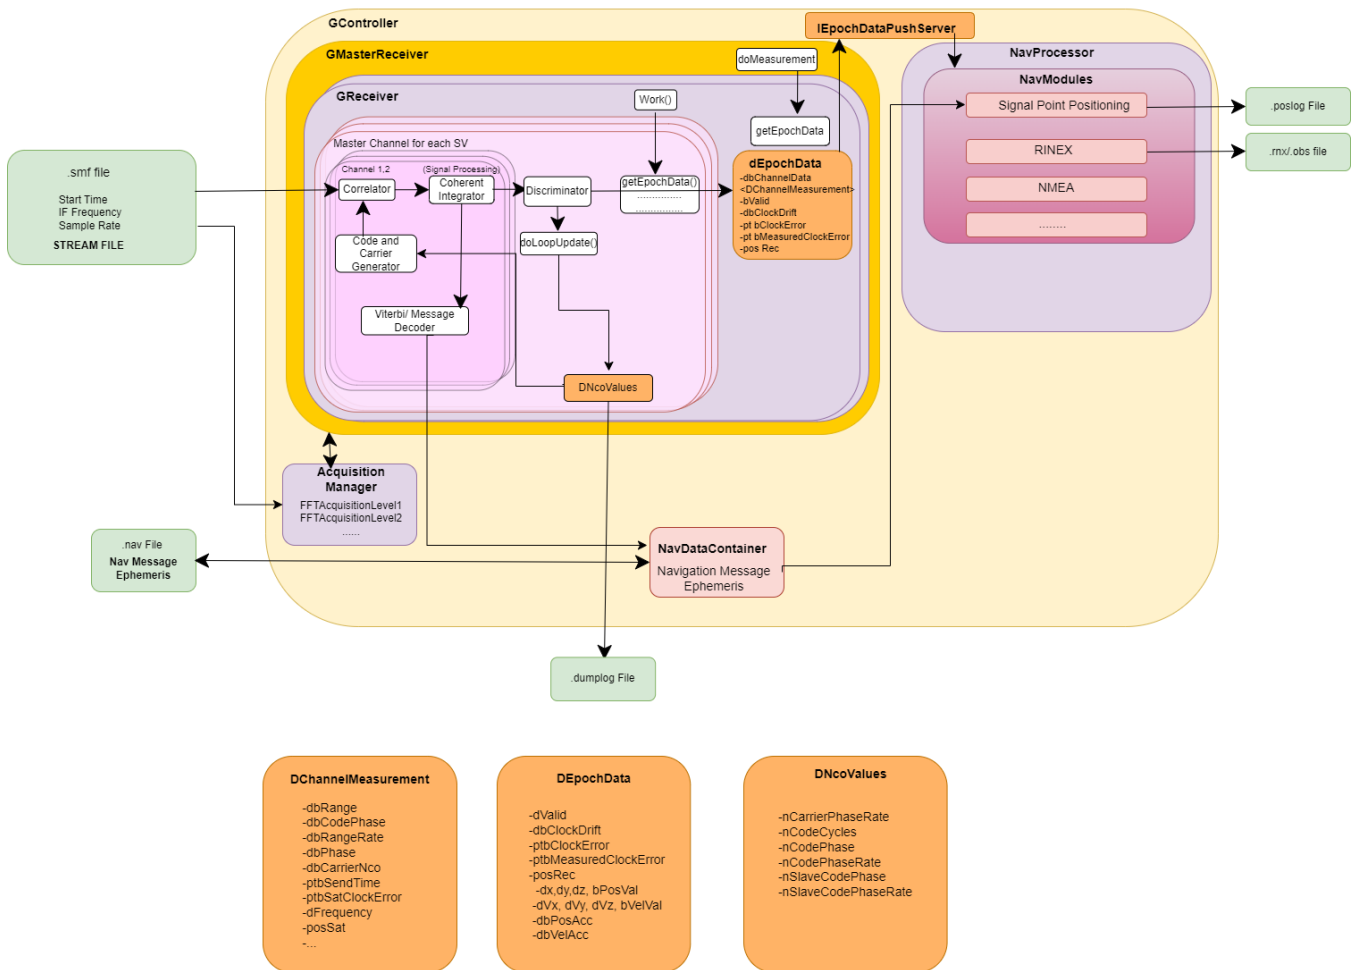 GController
IEpochDataPushServer
GMasterReceiver
doMeasurement
NavProcessor
NavModules
GReceiver
Work()
Signal Point Positioning
.poslog File
getEpochData
Master Channel for each SV
RINEX
.rnx/.obs file
.smf file
Start Time
IF Frequency
Sample Rate
STREAM FILE
Channel 1,2
(Signal Processing)
Correlator
Coherent
Integrator
Discriminator
getEpochData()
...............
................
dEpochData
-dbChannelData
<DChannelMeasurement>
-bValid
-dbClockDrift
-pt bClockError
-pt bMeasuredClockError
-pos Rec
NMEA
........
Code and
Carrier
Generator
doLoopUpdate()
Viterbi/ Message
Decoder
DNcoValues
Acquisition
Manager
FFTAcquisitionLevel1
FFTAcquisitionLevel2
......
.nav File
Nav Message
Ephemeris
NavDataContainer
Navigation Message
Ephemeris
.dumplog File
DChannelMeasurement
-dbRange
-dbCodePhase
-dbRangeRate
-dbPhase
-dbCarrierNco
-ptbSendTime
-ptbSatClockError
-dFrequency
-posSat
-...
DEpochData
-dValid
-dbClockDrift
-ptbClockError
-ptbMeasuredClockError
-posRec
-dx,dy,dz, bPosVal
-dVx, dVy, dVz, bVelVal
-dbPosAcc
-dbVelAcc
DNcoValues
-nCarrierPhaseRate
-nCodeCycles
-nCodePhase
-nCodePhaseRate
-nSlaveCodePhase
-nSlaveCodePhaseRate